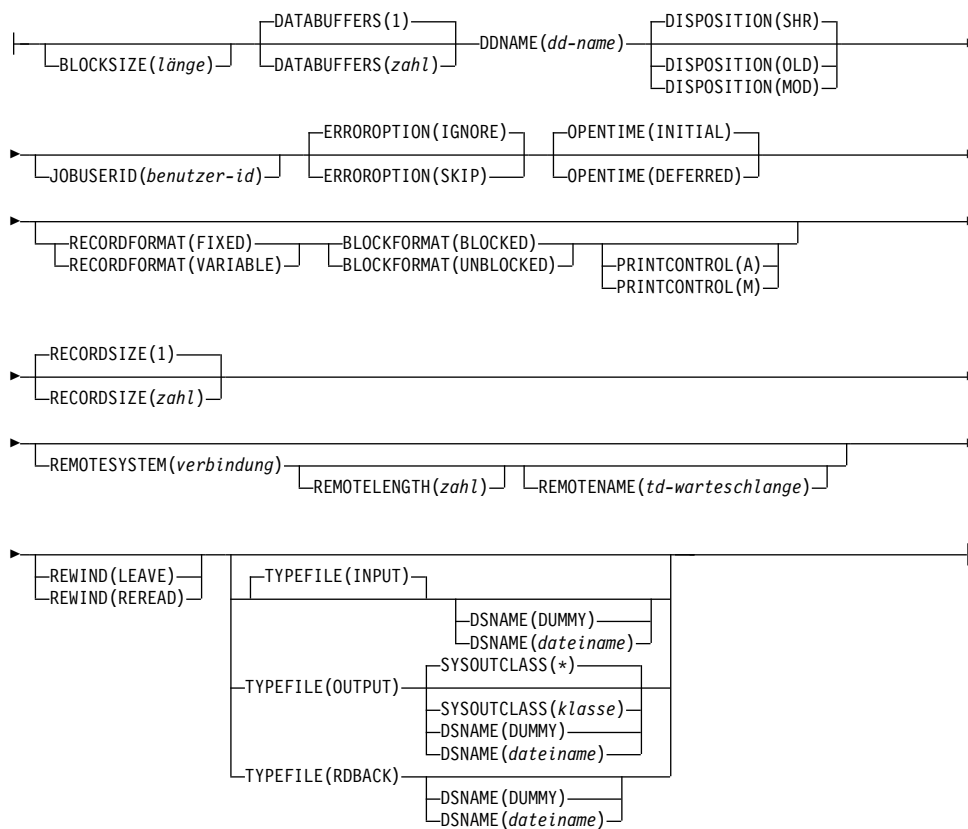 DATABUFFERS(1) DISPOSITION(SHR)
DDNAME(dd-name)
BLOCKSIZE(länge) DATABUFFERS(zahl) DISPOSITION(OLD)
DISPOSITION(MOD)
ERROROPTION(IGNORE) OPENTIME(INITIAL)
JOBUSERID(benutzer-id) ERROROPTION(SKIP) OPENTIME(DEFERRED)
RECORDFORMAT(FIXED) BLOCKFORMAT(BLOCKED)
RECORDFORMAT(VARIABLE) BLOCKFORMAT(UNBLOCKED) PRINTCONTROL(A)
PRINTCONTROL(M)
RECORDSIZE(1)
RECORDSIZE(zahl)
REMOTESYSTEM(verbindung)
REMOTELENGTH(zahl) REMOTENAME(td-warteschlange)
REWIND(LEAVE) TYPEFILE(INPUT)
REWIND(REREAD)
DSNAME(DUMMY)
DSNAME(dateiname)
SYSOUTCLASS(*)
TYPEFILE(OUTPUT)
SYSOUTCLASS(klasse)
DSNAME(DUMMY)
DSNAME(dateiname)
TYPEFILE(RDBACK)
DSNAME(DUMMY)
DSNAME(dateiname)